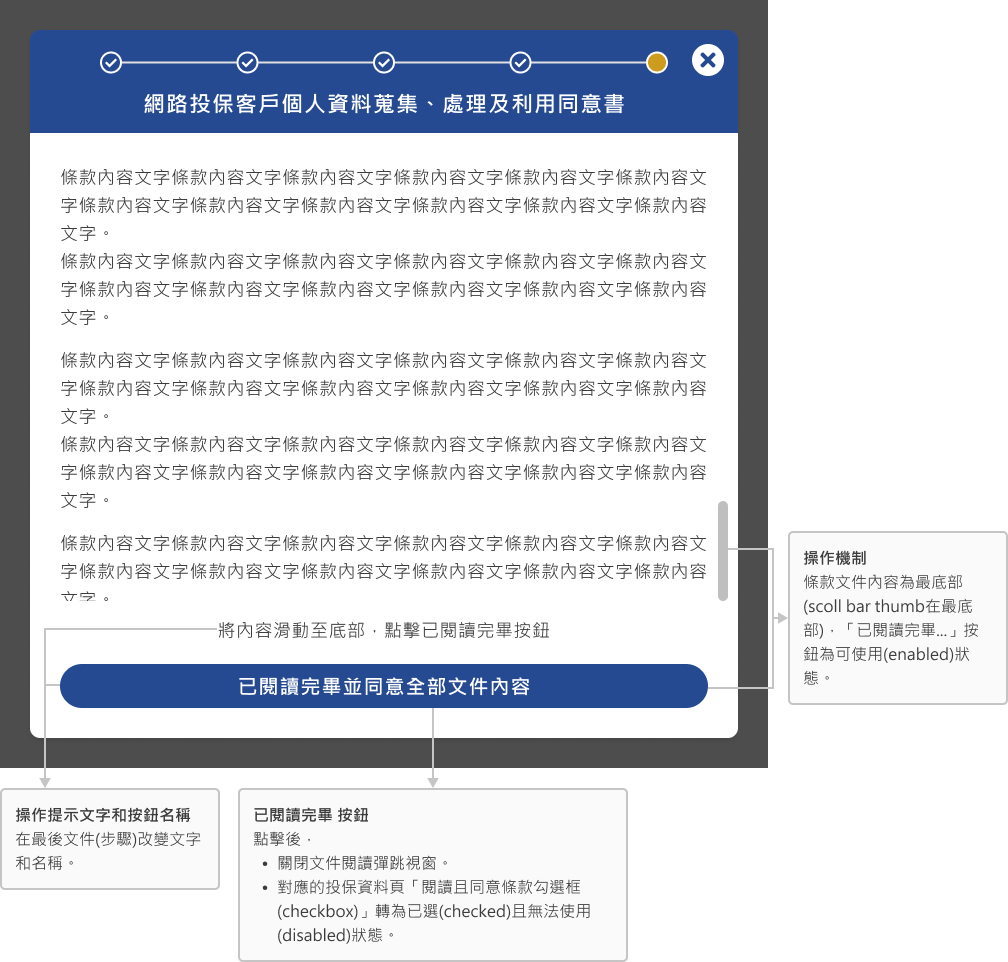 網路投保客戶個人資料蒐集、處理及利用同意書
條款內容文字條款內容文字條款內容文字條款內容文字條款內容文字條款內容文
字條款內容文字條款內容文字條款內容文字條款內容文字條款內容文字條款內容
文字。
條款內容文字條款內容文字條款內容文字條款內容文字條款內容文字條款內容文
字條款內容文字條款內容文字條款內容文字條款內容文字條款內容文字條款內容
文字。
條款內容文字條款內容文字條款內容文字條款內容文字條款內容文字條款內容文
字條款內容文字條款內容文字條款內容文字條款內容文字條款內容文字條款內容
文字。
條款內容文字條款內容文字條款內容文字條款內容文字條款內容文字條款內容文
字條款內容文字條款內容文字條款內容文字條款內容文字條款內容文字條款內容
文字。
條款內容文字條款內容文字條款內容文字條款內容文字條款內容文字條款內容文
字條款內容文字條款內容文字條款內容文字條款內容文字條款內容文字條款內容
文字。
將內容滑動至底部，點擊已閱讀完畢按鈕
已閱讀完畢並同意全部文件內容
操作機制
條款文件內容為最底部
(scoll bar thumb在最底
部)，「已閱讀完畢...」按
鈕為可使用(enabled)狀
態。
操作提示文字和按鈕名稱
在最後文件(步驟)改變文字
和名稱。
已閱讀完畢 按鈕
點擊後，
• 關閉文件閱讀彈跳視窗。
• 對應的投保資料頁「閱讀且同意條款勾選框
(checkbox)」轉為已選(checked)且無法使用
(disabled)狀態。